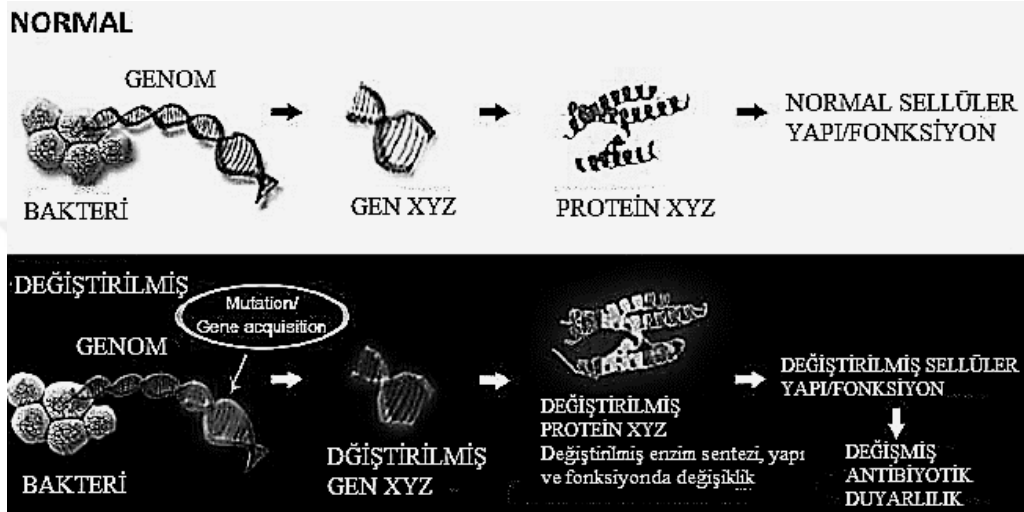 NORMAL
GENOM
BAKTERİ
GEN XYZ
PROTEİN XYZ
NORMAL SELLÜLER
YAPI/FONKSİYON
DEĞİŞTİRİLMİŞ
Mutation/
Gene acquisition
GENOM
BAKTERİ
DĞİŞTİRİLMİŞ
GEN XYZ
DEĞİŞTİRİLMİŞ
PROTEİN XYZ
Değiştirilmiş enzim sentezi, yapı
ve fonksiyonda değişiklik
DEĞİŞTİRİLMİŞ SELLÜLER
YAPI/FONKSİYON
DEĞİŞMİŞ
ANTİBİYOTİK
DUYARLILIK